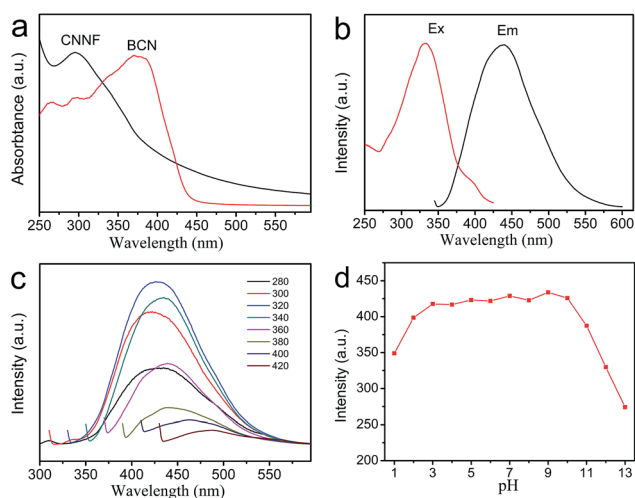 a
CNNF
BCN
Absorbtance (a.u.)
250 300 350 400 450 500 550
Wavelength (nm)
b
Ex
Em
Intensity (a.u.)
250 300 350 400 450 500 550 600
Wavelength (nm)
c
280
300
320
340
360
380
400
420
Intensity (a.u.)
300 350 400 450 500 550
Wavelength (nm)
d
450
400
350
300
250
200
Intensity (a.u.)
1 3 5 7 9 11 13
pH